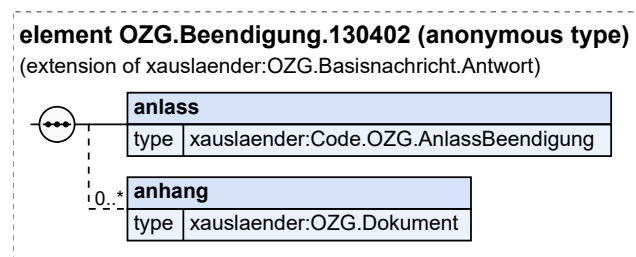 element OZG.Beendigung.130402 (anonymous type)
(extension of xauslaender:OZG.Basisnachricht.Antwort)
anlass
type xauslaender:Code.OZG.AnlassBeendigung
0..* anhang
type xauslaender:OZG.Dokument